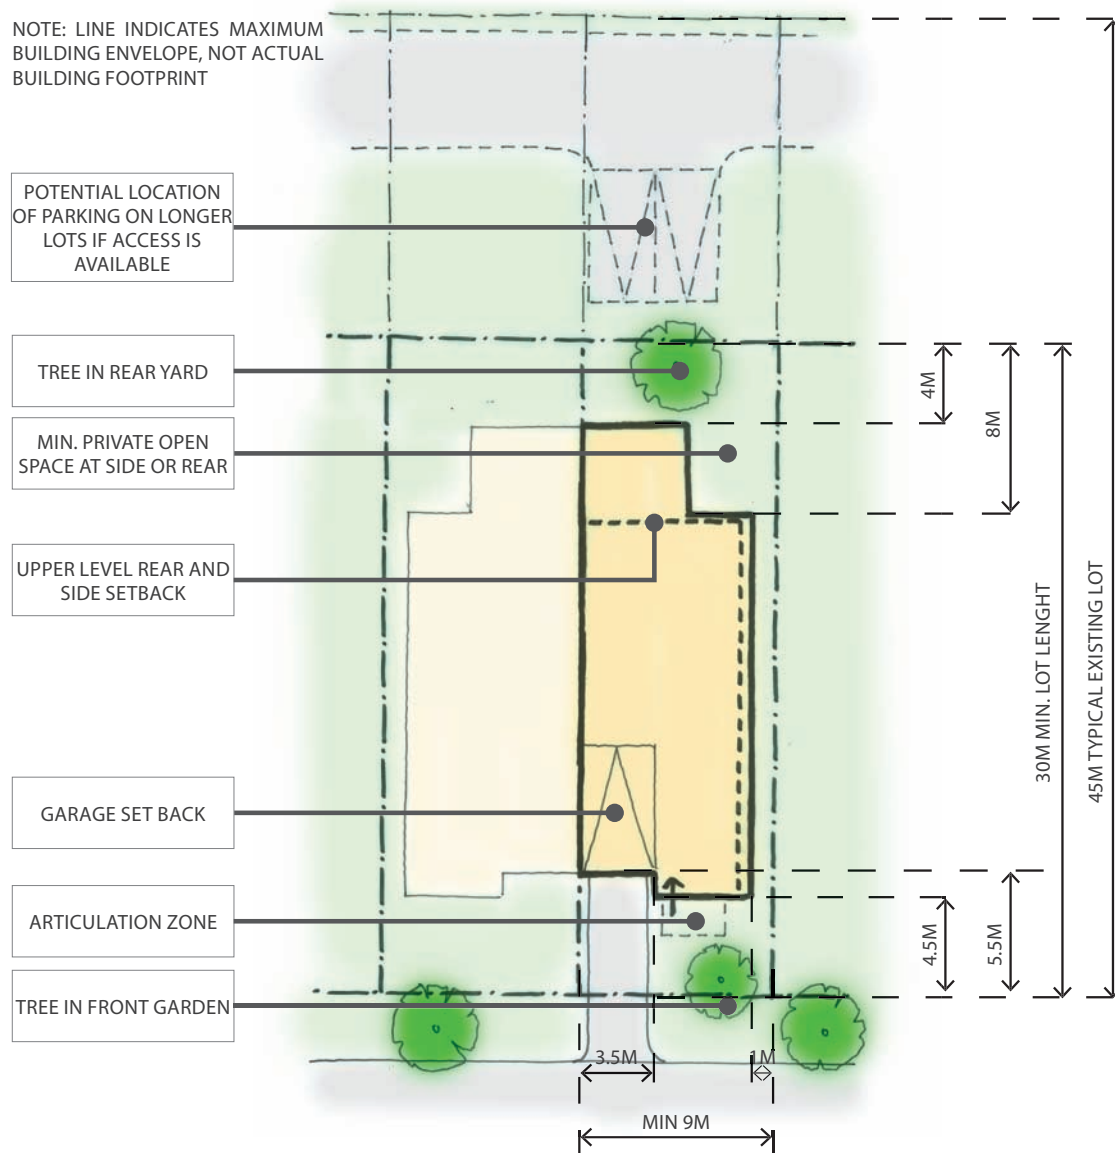 NOTE: LINE INDICATES MAXIMUM
BUILDING ENVELOPE, NOT ACTUAL
BUILDING FOOTPRINT
POTENTIAL LOCATION
OF PARKING ON LONGER
LOTS IF ACCESS IS
AVAILABLE
TREE IN REAR YARD
MIN. PRIVATE OPEN
SPACE AT SIDE OR REAR
UPPER LEVEL REAR AND
SIDE SETBACK
GARAGE SET BACK
ARTICULATION ZONE
TREE IN FRONT GARDEN
4M
8M
30M MIN. LOT LENGHT
45M TYPICAL EXISTING LOT
4.5M
5.5M
3.5M
1M
MIN 9M